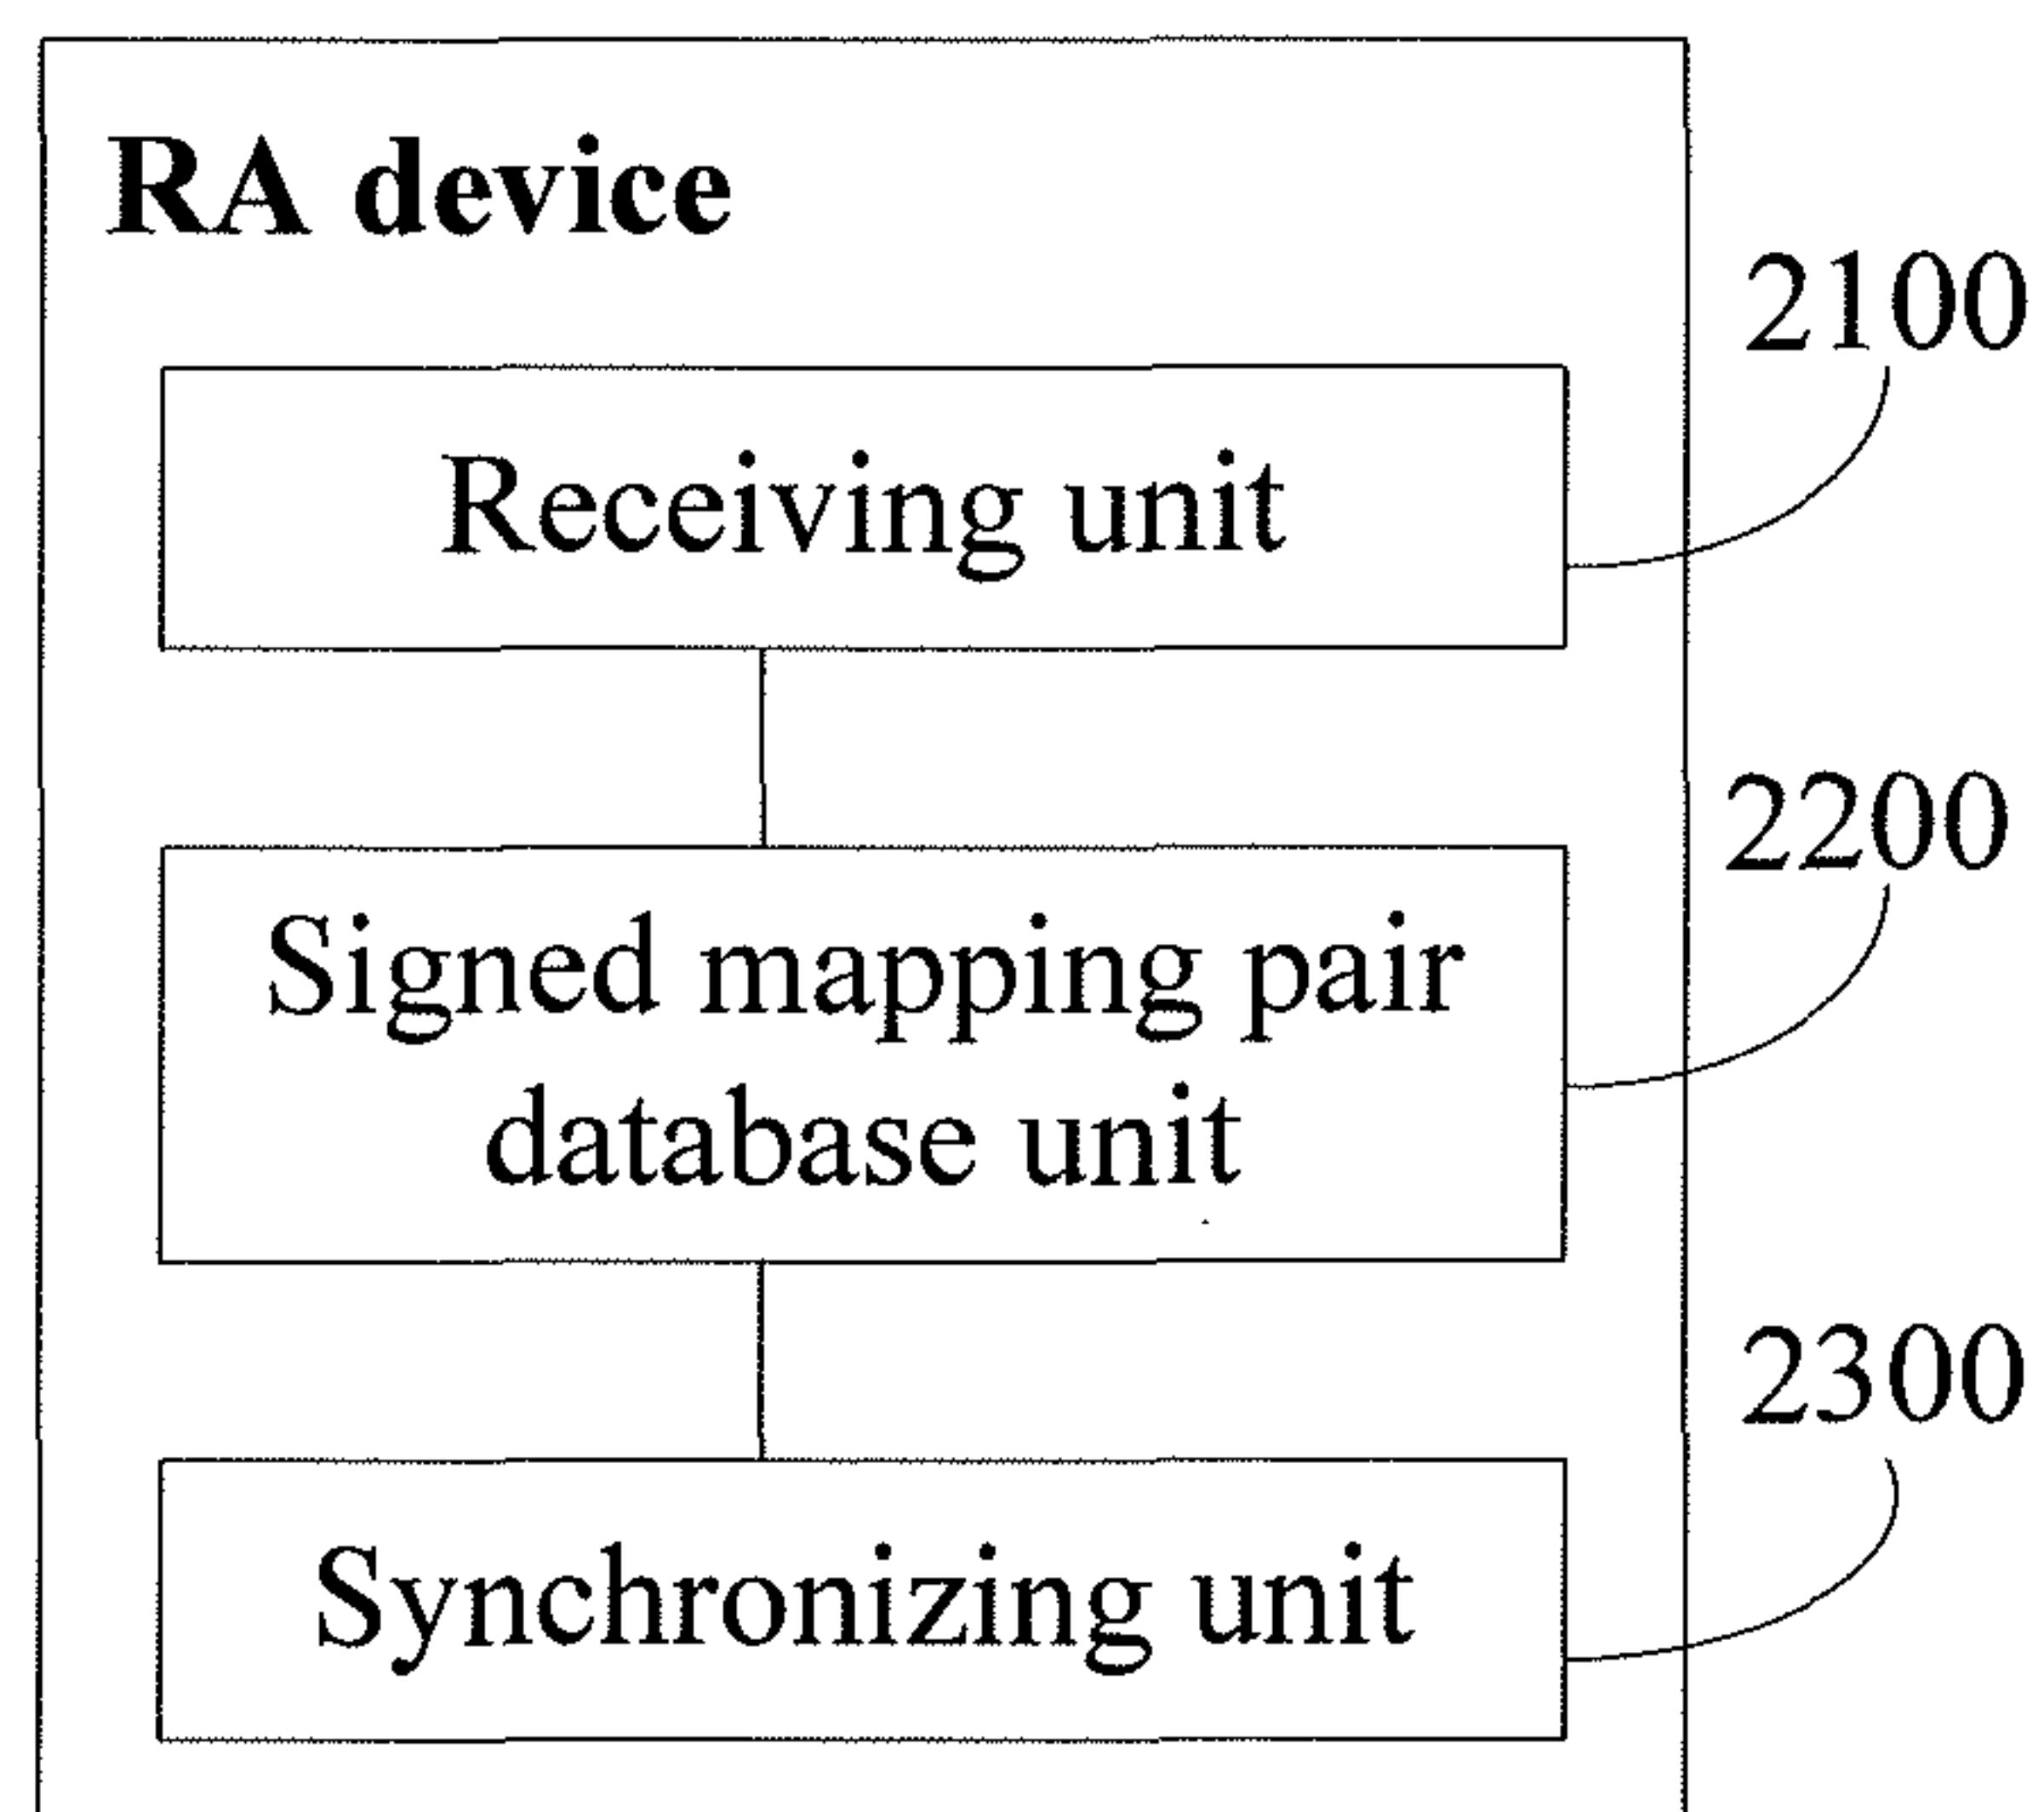 RA device
2100
Receiving unit
2200
Signed mapping pair
database unit
2300
Synchronizing unit